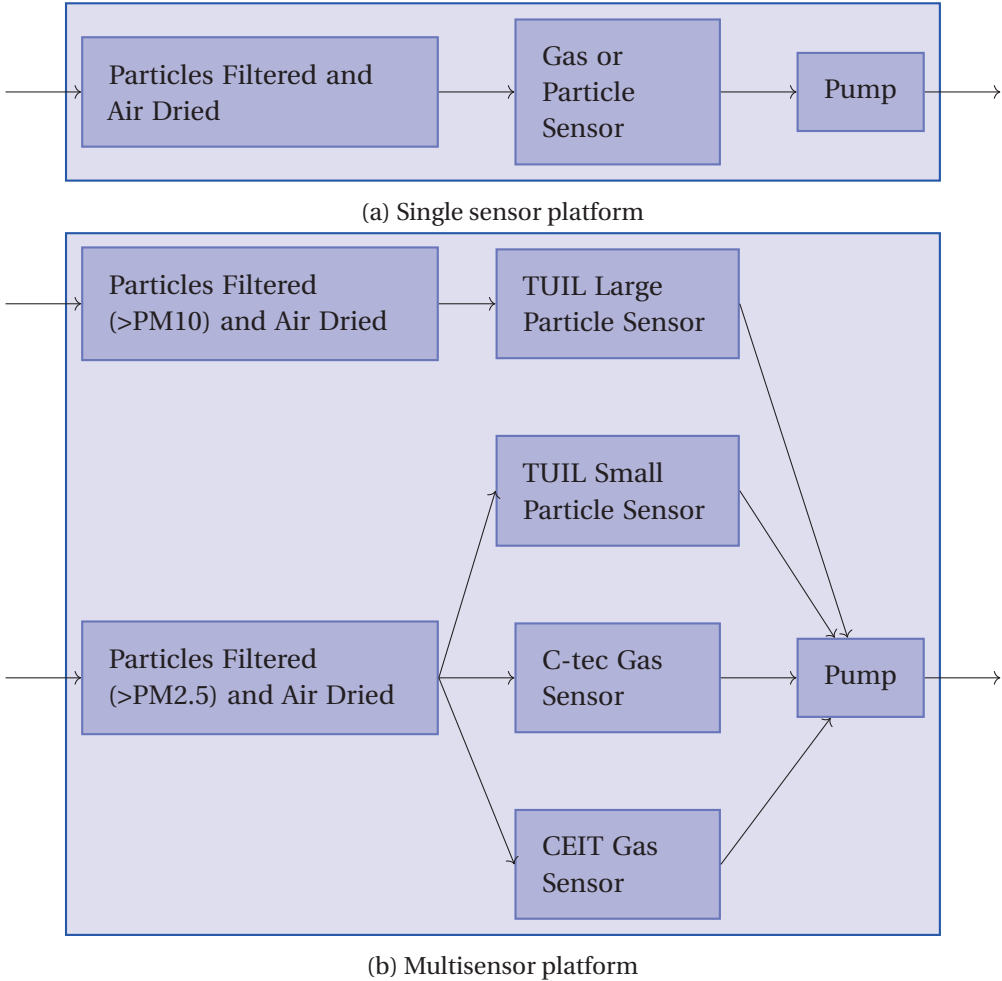 Particles Filtered and
Air Dried
Gas or
Particle
Sensor
Pump
(a) Single sensor platform
Particles Filtered
(>PM10) and Air Dried
TUIL Large
Particle Sensor
TUIL Small
Particle Sensor
Particles Filtered
(>PM2.5) and Air Dried
C-tec Gas
Sensor
Pump
CEIT Gas
Sensor
(b) Multisensor platform